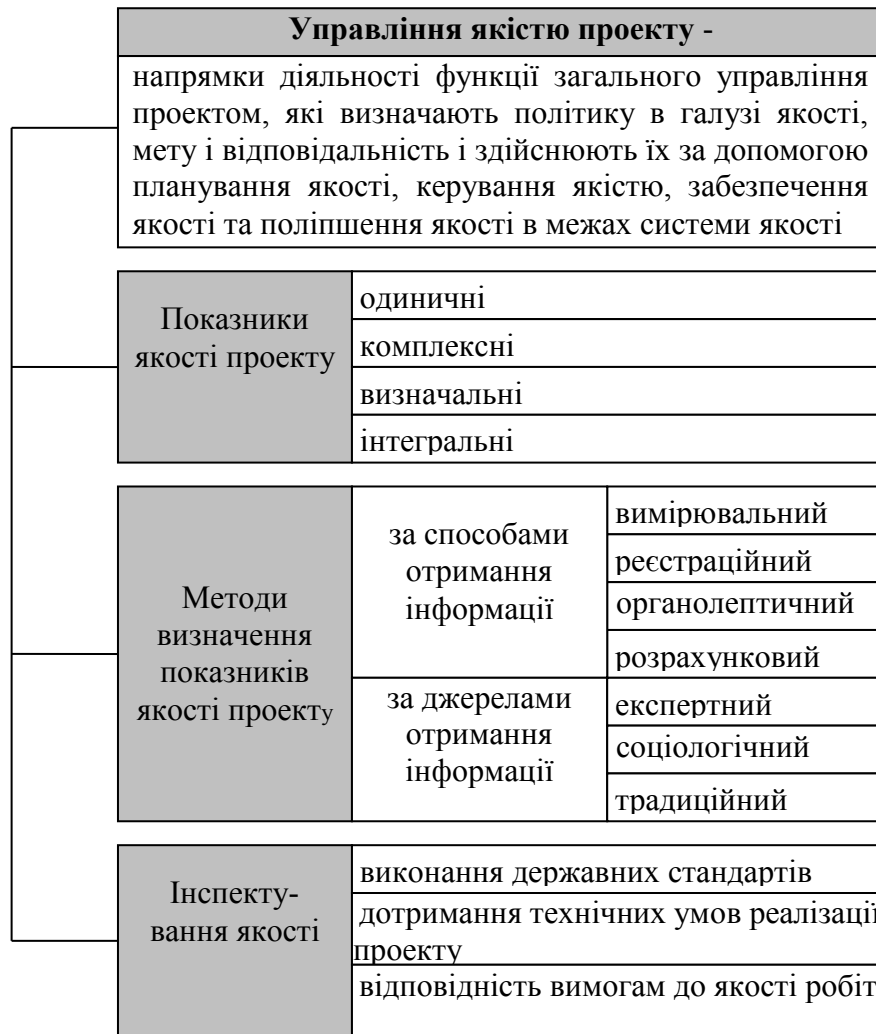 Управління якістю проекту -
напрямки діяльності функції загального управління
проектом, які визначають політику в галузі якості,
мету і відповідальність і здійснюють їх за допомогою
планування якості, керування якістю, забезпечення
якості та поліпшення якості в межах системи якості
Показники
якості проекту
одиничні
комплексні
визначальні
інтегральні
Методи
визначення
показників
якості проекту
за способами
отримання
інформації
вимірювальний
реєстраційний
органолептичний
розрахунковий
за джерелами
отримання
інформації
експертний
соціологічний
традиційний
Інспекту-
вання якості
виконання державних стандартів
дотримання технічних умов реалізації
проекту
відповідність вимогам до якості робіт